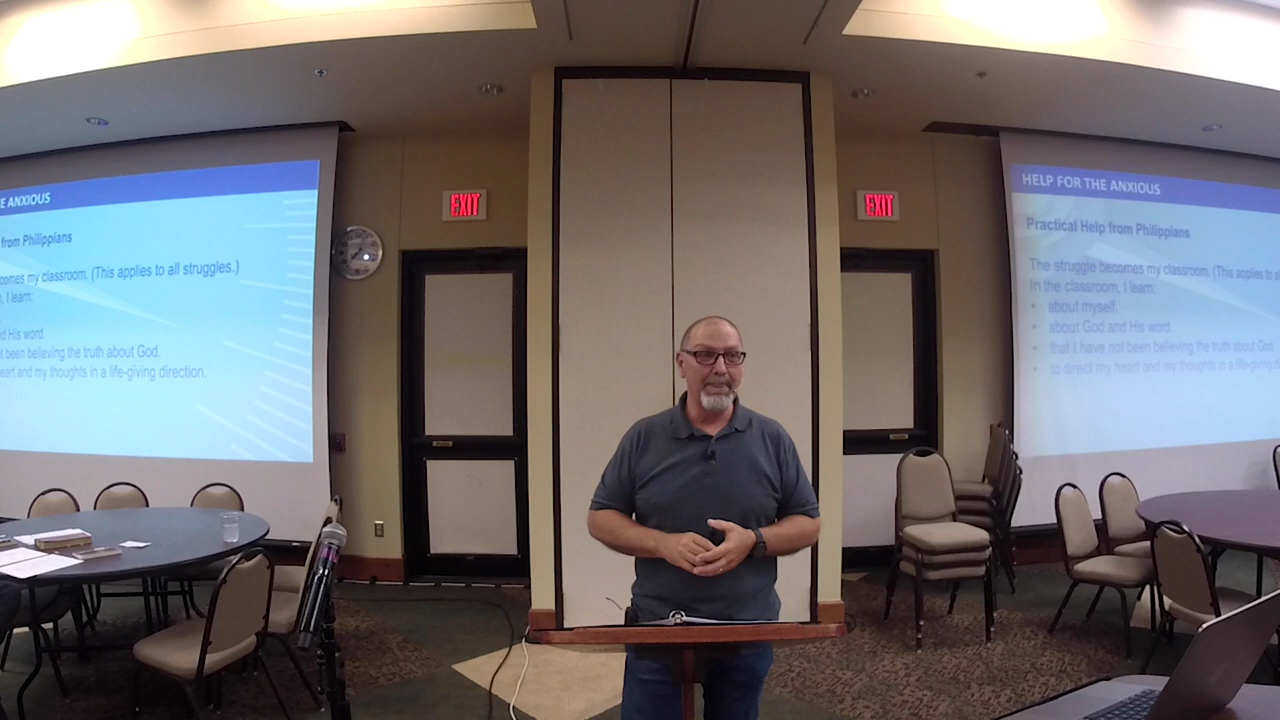 E ANXIOUS
from Philippians
comes my classroom. (This applies to all struggles.)
, I learn:
d His word.
t been believing the truth about God.
eart and my thoughts in a life-giving direction.
EXIT
EXIT
HELP FOR THE ANXIOUS
Practical Help from Philippians
The struggle becomes my classroom. (This applies to al
In the classroom, I learn:
• about myself.
• about God and His word.
• that I have not been believing the truth about God.
• to direct my heart and my thoughts in a life-giving d